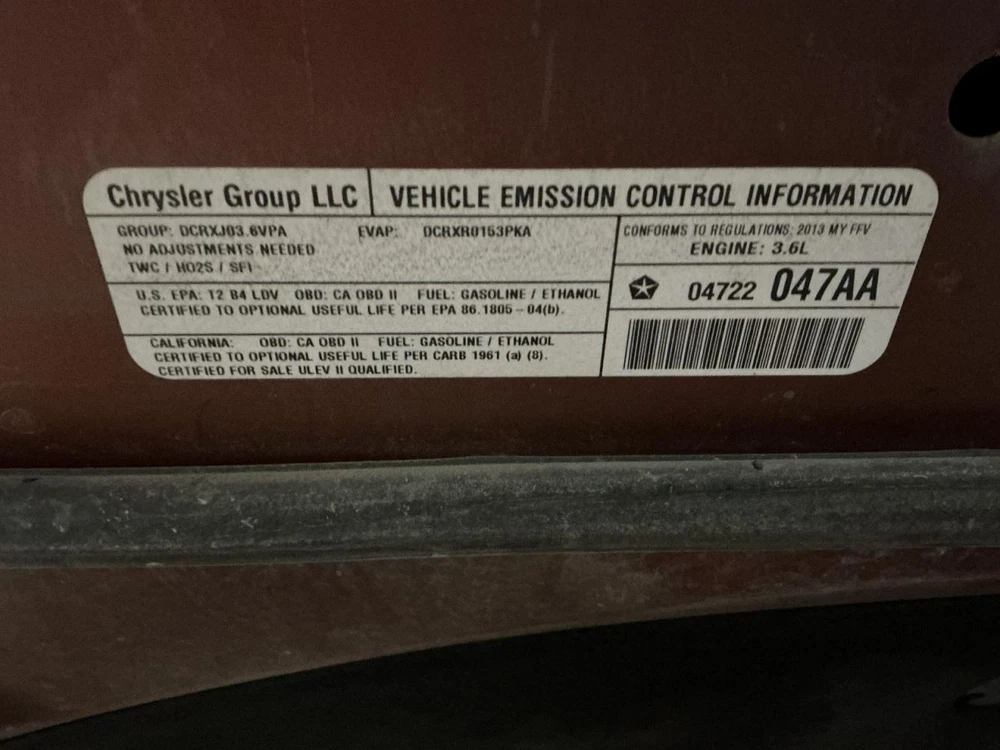 Chrysler Group LLC VEHICLE EMISSION CONTROL INFORMATION
GROUP: DCRXJ03.6VPA EVAP: DCRXR0153PKA
NO ADJUSTMENTS NEEDED
TWC / HO2S / SFI
CONFORMS TO REGULATIONS: 2013 MY FFV
ENGINE: 3.6L
U.S. EPA: T2 B4 LDV OBD: CA OBD II FUEL: GASOLINE / ETHANOL
CERTIFIED TO OPTIONAL USEFUL LIFE PER EPA 86.1805-04(b).
04722 047AA
CALIFORNIA: OBD: CA OBD II FUEL: GASOLINE / ETHANOL
CERTIFIED TO OPTIONAL USEFUL LIFE PER CARB 1961 (a) (8).
CERTIFIED FOR SALE ULEV II QUALIFIED.